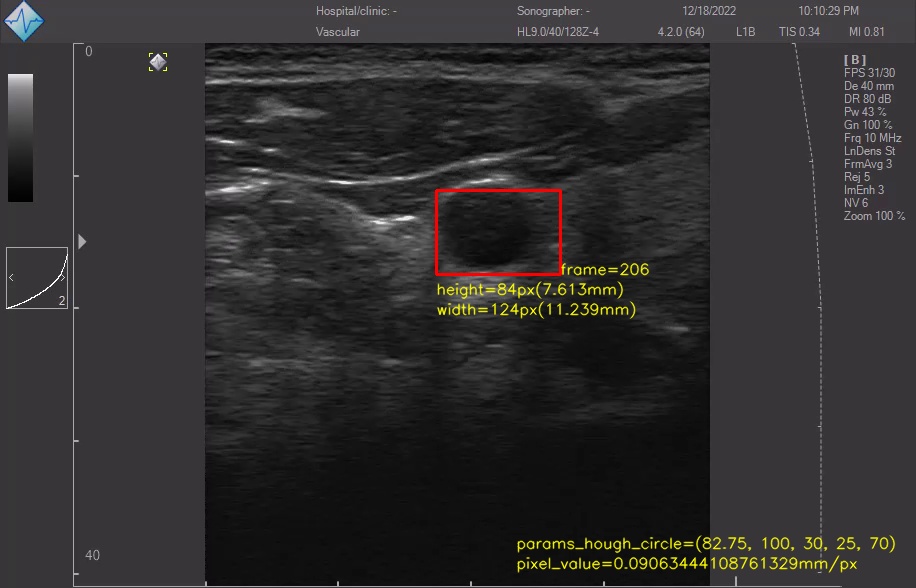 Hospital/clinic: - Sonographer: - 12/18/2022 10:10:29 PM
Vascular HL9.0/40/128Z-4 4.2.0 (64) L1B TIS 0.34 MI 0.81
0
[ B ]
FPS 31/30
De 40 mm
DR 80 dB
Pw 43 %
Gn 100 %
Frq 10 MHz
LnDens St
FrmAvg 3
Rej 5
ImEnh 3
NV 6
Zoom 100 %
2
frame=206
height=84px(7.613mm)
width=124px(11.239mm)
40
params_hough_circle=(82.75, 100, 30, 25, 70)
pixel_value=0.09063444108761329mm/px